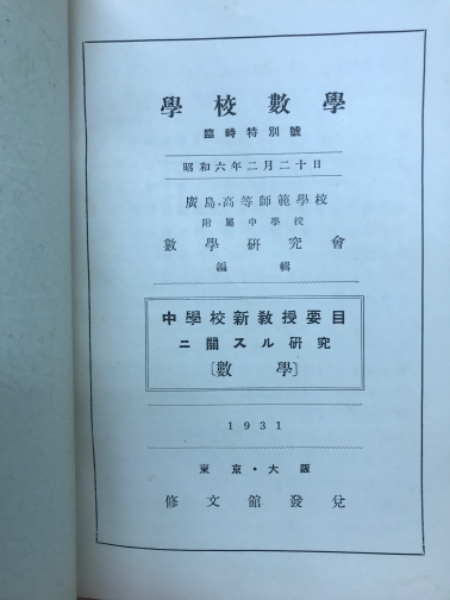 學校數學
臨時特別號
昭和六年二月二十日
廣島高等師範學校
附屬中學校
數學研究會
編輯
中學校新敎授要目
ニ關スル硏究
〔數學〕
1931
東京・大阪
修文館發兌